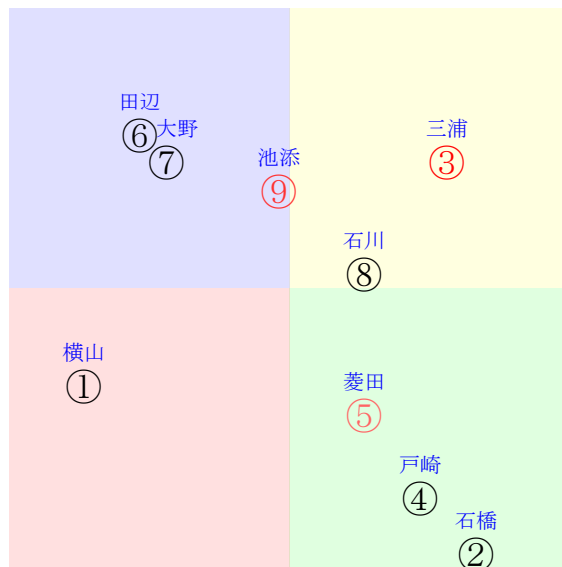 田辺
⑥
大野
⑦
池添
⑨
三浦
③
石川
⑧
横山
①
菱田
⑤
戸崎
④
石橋
②